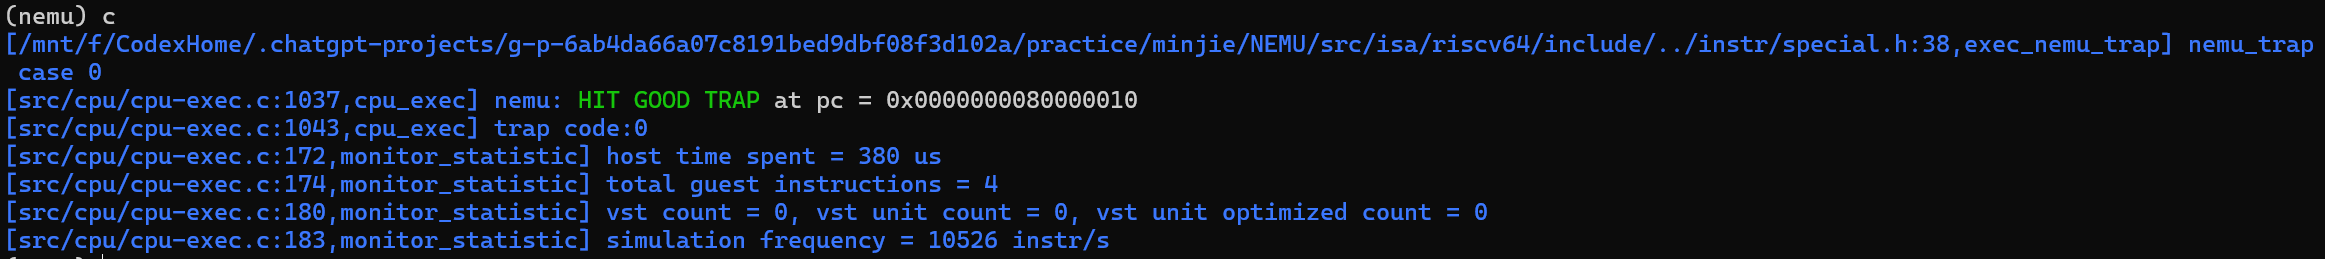 (nemu) c
[/mnt/f/CodexHome/.chatgpt-projects/g-p-6ab4da66a07c8191bed9dbf08f3d102a/practice/minjie/NEMU/src/isa/riscv64/include/../instr/special.h:38,exec_nemu_trap] nemu_trap
 case 0
[src/cpu/cpu-exec.c:1037,cpu_exec] nemu: HIT GOOD TRAP at pc = 0x0000000080000010
[src/cpu/cpu-exec.c:1043,cpu_exec] trap code:0
[src/cpu/cpu-exec.c:172,monitor_statistic] host time spent = 380 us
[src/cpu/cpu-exec.c:174,monitor_statistic] total guest instructions = 4
[src/cpu/cpu-exec.c:180,monitor_statistic] vst count = 0, vst unit count = 0, vst unit optimized count = 0
[src/cpu/cpu-exec.c:183,monitor_statistic] simulation frequency = 10526 instr/s